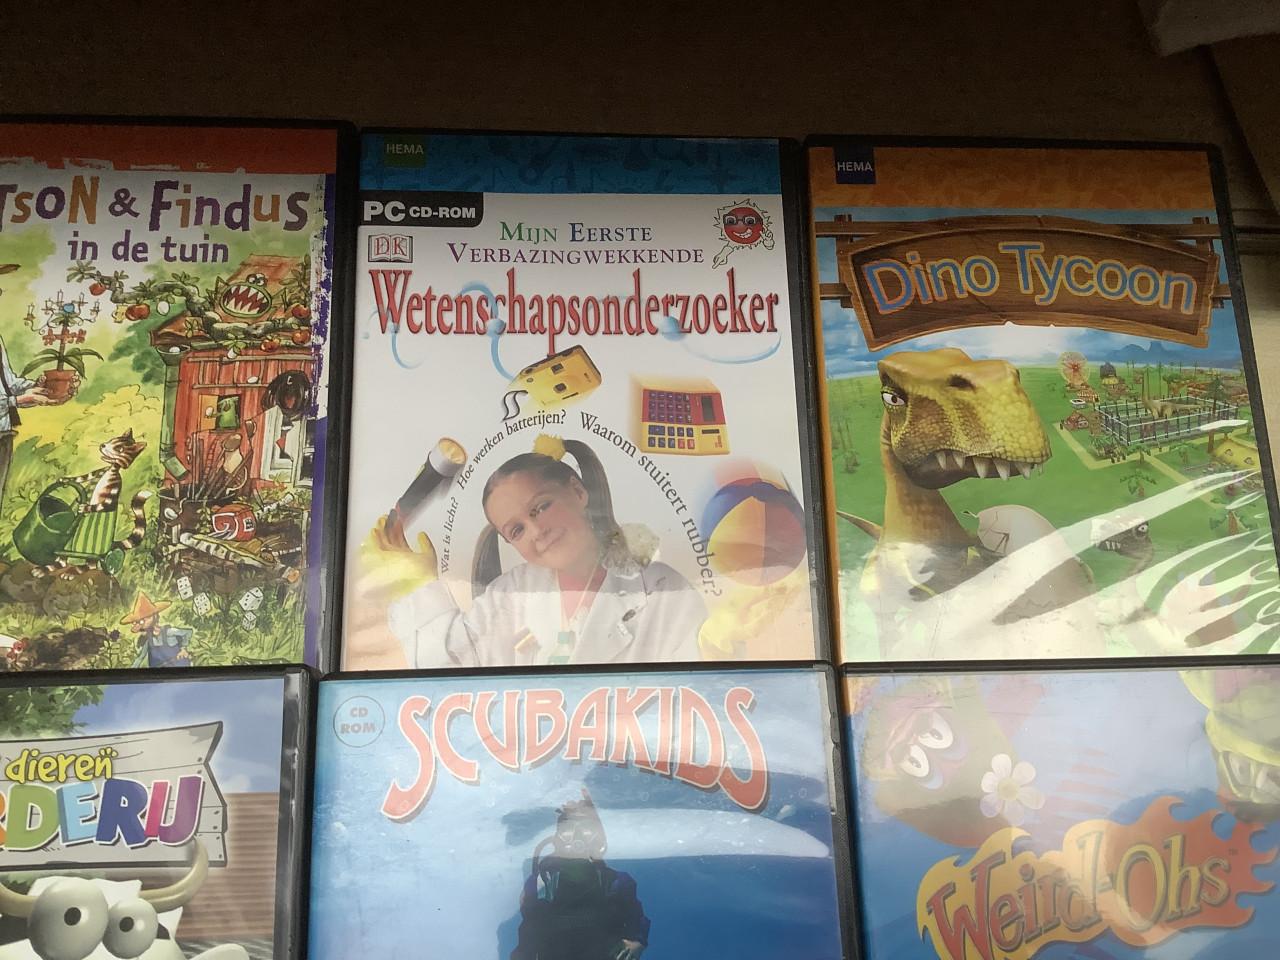 TSON & Findus
in de tuin
HEMA
PC CD-ROM
DK
MIJN EERSTE
VERBAZINGWEKKENDE
Wetenschapsonderzoeker
Wat is licht? Hoe werken batterijen? Waarom stuitert rubber?
HEMA
Dino Tycoon
dieren
RDERIJ
CD
ROM
SCUBAKIDS
Weird-Ohs